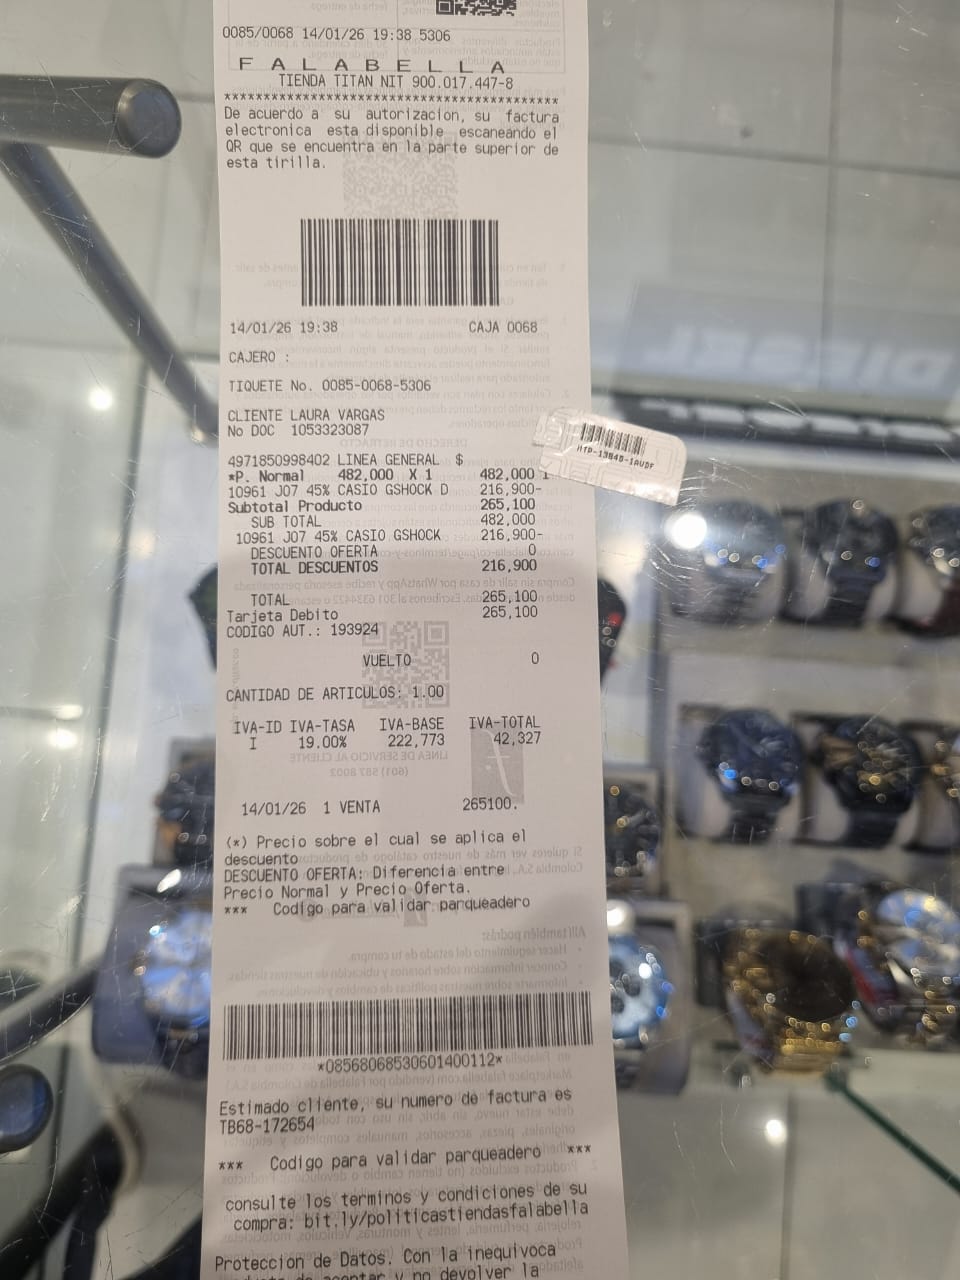 0085/0068 14/01/26 19:38 5306
F A L A B E L L A
TIENDA TITAN NIT 900.017.447-8
******************************************
De acuerdo a su autorizacion, su factura
electronica esta disponible escaneando el
QR que se encuentra en la parte superior de
esta tirilla.
14/01/26 19:38 CAJA 0068
CAJERO :
TIQUETE No. 0085-0068-5306
CLIENTE LAURA VARGAS
No DOC 1053323087
4971850998402 LINEA GENERAL $
*P. Normal 482,000 X 1 482,000
10961 J07 45% CASIO GSHOCK D 216,900-
Subtotal Producto 265,100
SUB TOTAL 482,000
10961 J07 45% CASIO GSHOCK 216,900-
DESCUENTO OFERTA 0
TOTAL DESCUENTOS 216,900
TOTAL 265,100
Tarjeta Debito 265,100
CODIGO AUT.: 193924
VUELTO 0
CANTIDAD DE ARTICULOS: 1.00
IVA-ID IVA-TASA IVA-BASE IVA-TOTAL
I 19.00% 222,773 42,327
14/01/26 1 VENTA 265100.
(*) Precio sobre el cual se aplica el
descuento
DESCUENTO OFERTA: Diferencia entre
Precio Normal y Precio Oferta.
*** Codigo para validar parqueadero
*08568068530601400112*
Estimado cliente, su numero de factura es
TB68-172654
*** Codigo para validar parqueadero ***
consulte los terminos y condiciones de su
compra: bit.ly/politicastiendasfalabella
Proteccion de Datos. Con la inequivoca
de aceptar y no devolver la
DIESEL